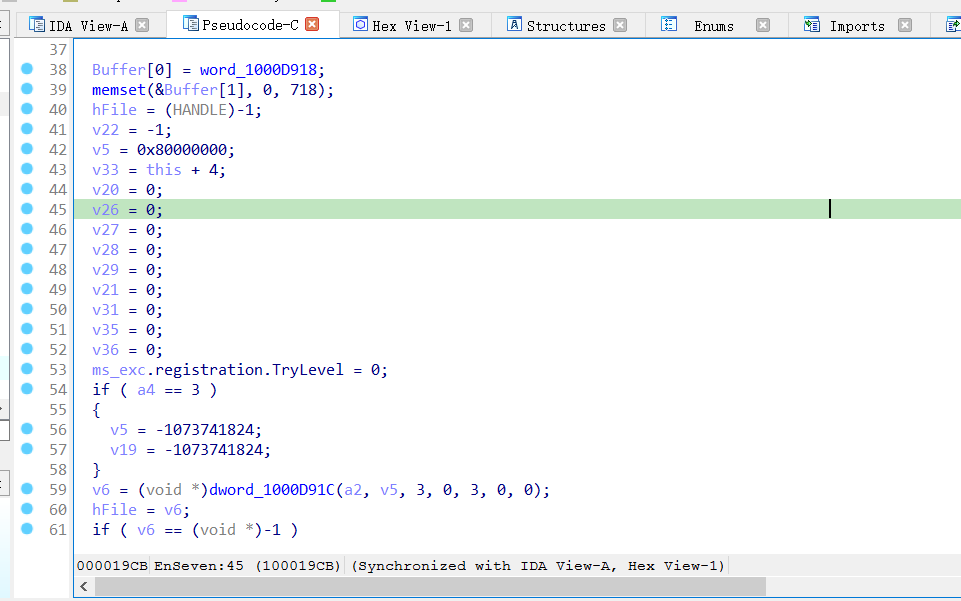 IDA View-A Pseudocode-C Hex View-1 Structures Enums Imports
37
38 Buffer[0] = word_1000D918;
39 memset(&Buffer[1], 0, 718);
40 hFile = (HANDLE)-1;
41 v22 = -1;
42 v5 = 0x80000000;
43 v33 = this + 4;
44 v20 = 0;
45 v26 = 0;
46 v27 = 0;
47 v28 = 0;
48 v29 = 0;
49 v21 = 0;
50 v31 = 0;
51 v35 = 0;
52 v36 = 0;
53 ms_exc.registration.TryLevel = 0;
54 if ( a4 == 3 )
55 {
56 v5 = -1073741824;
57 v19 = -1073741824;
58 }
59 v6 = (void *)dword_1000D91C(a2, v5, 3, 0, 3, 0, 0);
60 hFile = v6;
61 if ( v6 == (void *)-1 )
000019CB EnSeven:45 (100019CB) (Synchronized with IDA View-A, Hex View-1)